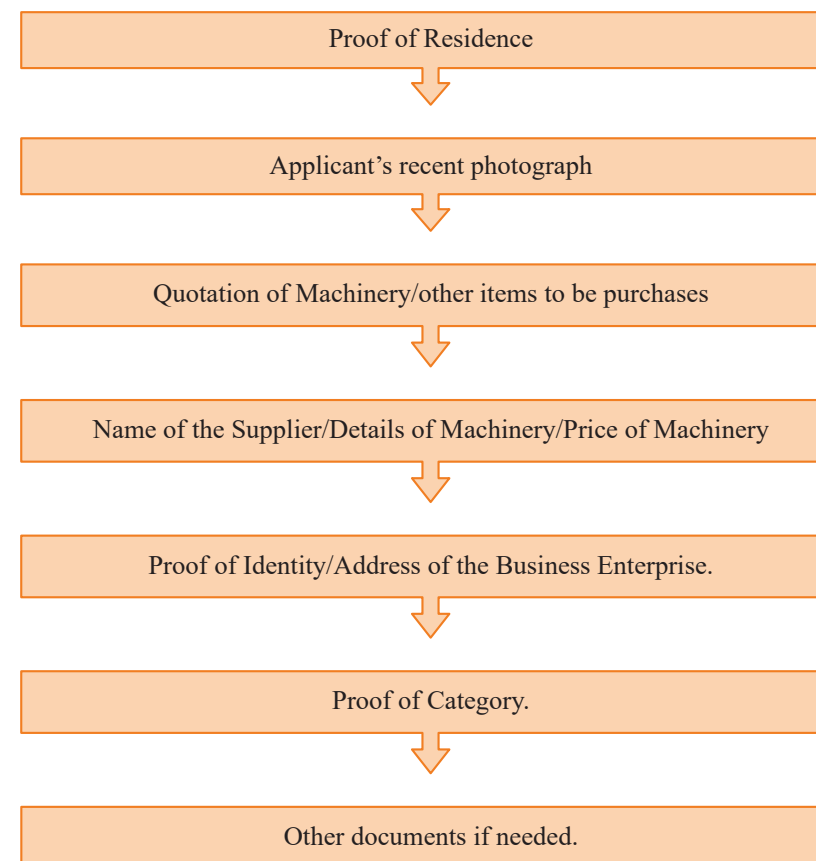 Proof of Residence
Applicant’s recent photograph
Quotation of Machinery/other items to be purchases
Name of the Supplier/Details of Machinery/Price of Machinery
Proof of Identity/Address of the Business Enterprise.
Proof of Category.
Other documents if needed.